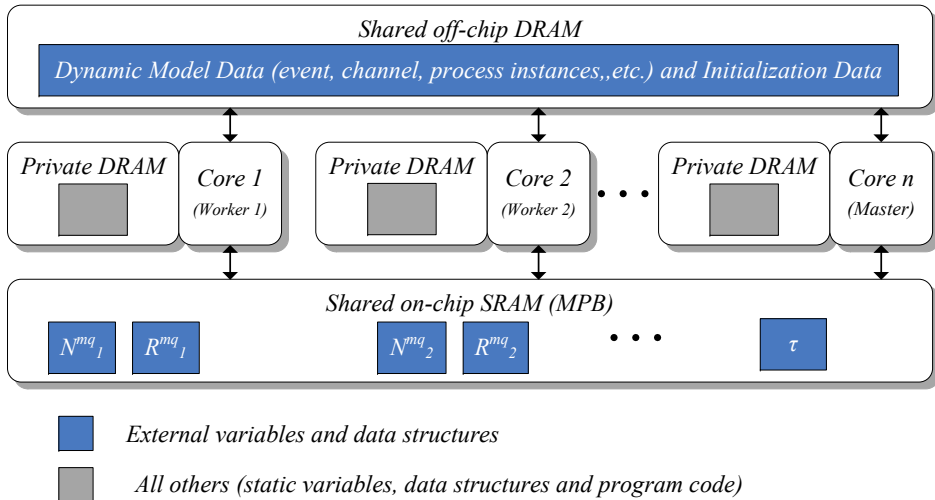 Shared off-chip DRAM
Dynamic Model Data (event, channel, process instances,,etc.) and Initialization Data
Private DRAM
Core 1
(Worker 1)
Private DRAM
Core 2
(Worker 2)
• • •
Private DRAM
Core n
(Master)
Shared on-chip SRAM (MPB)
N^mq_1
R^mq_1
N^mq_2
R^mq_2
• • •
τ
External variables and data structures
All others (static variables, data structures and program code)